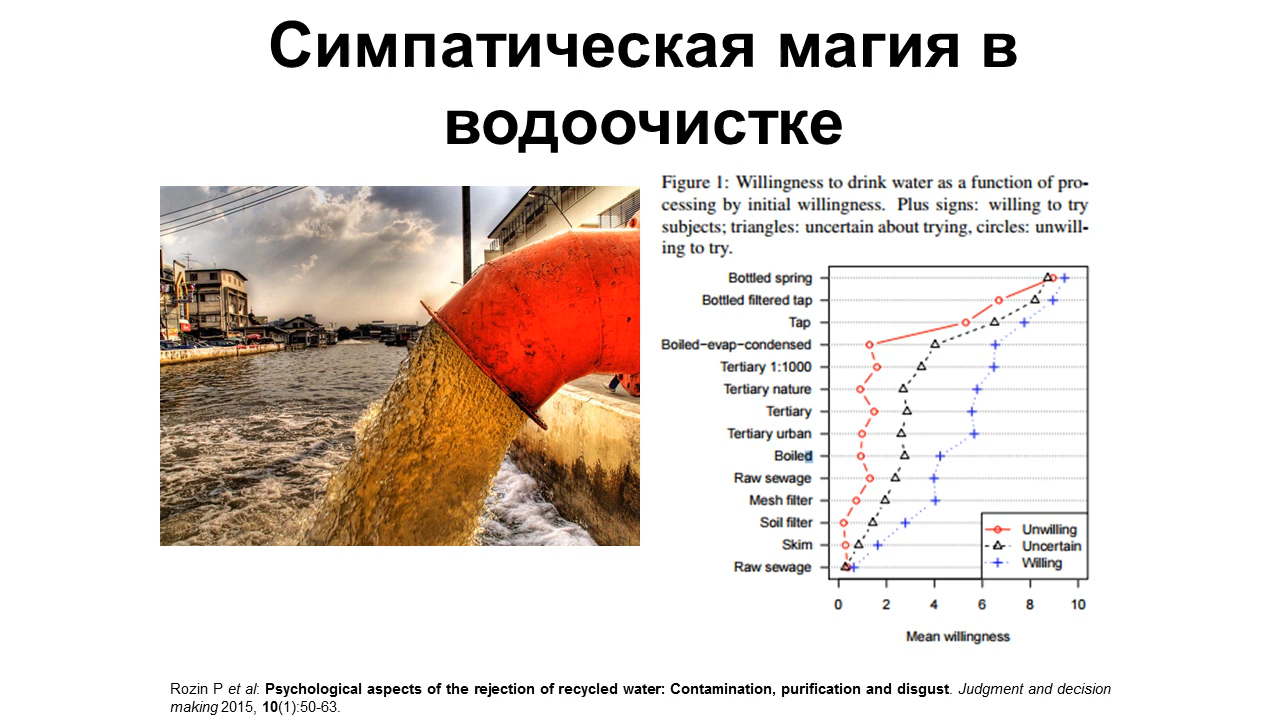 Симпатическая магия в
водоочистке
Figure 1: Willingness to drink water as a function of pro-
cessing by initial willingness. Plus signs: willing to try
subjects; triangles: uncertain about trying, circles: unwill-
ing to try.
Bottled spring
Bottled filtered tap
Tap
Boiled−evap−condensed
Tertiary 1:1000
Tertiary nature
Tertiary
Tertiary urban
Boiled
Raw sewage
Mesh filter
Soil filter
Skim
Raw sewage
Unwilling
Uncertain
Willing
0 2 4 6 8 10
Mean willingness
Rozin P et al: Psychological aspects of the rejection of recycled water: Contamination, purification and disgust. Judgment and decision
making 2015, 10(1):50-63.